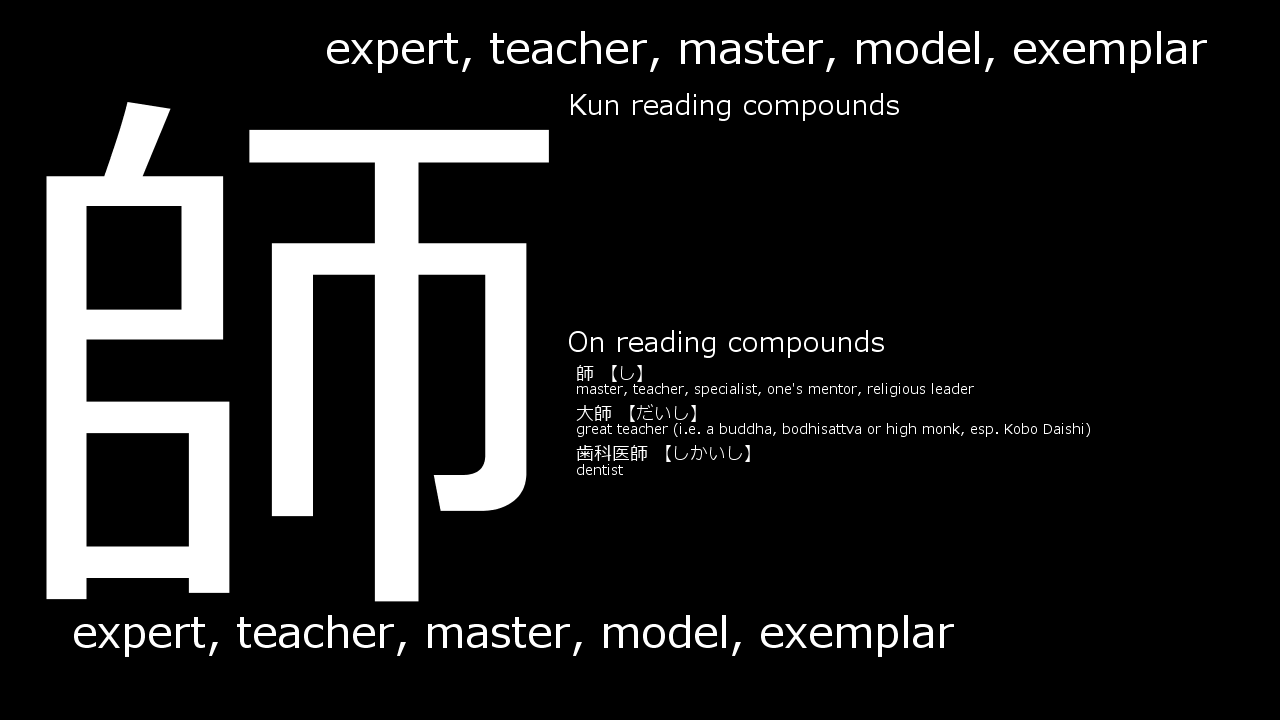 expert, teacher, master, model, exemplar
師
Kun reading compounds
On reading compounds
師 【し】
master, teacher, specialist, one's mentor, religious leader
大師 【だいし】
great teacher (i.e. a buddha, bodhisattva or high monk, esp. Kobo Daishi)
歯科医師 【しかいし】
dentist
expert, teacher, master, model, exemplar